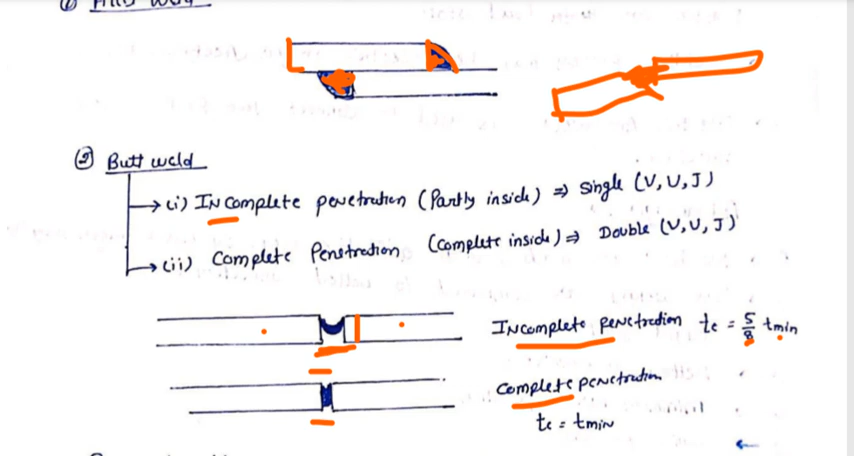 ② Butt weld
(i) INcomplete penetration (Partly inside) ⇒ single (V, U, J)
(ii) Complete Penetration (Complete inside) ⇒ Double (V, U, J)
INcomplete penetration te = 5/8 tmin
Complete penetration
te = tmin